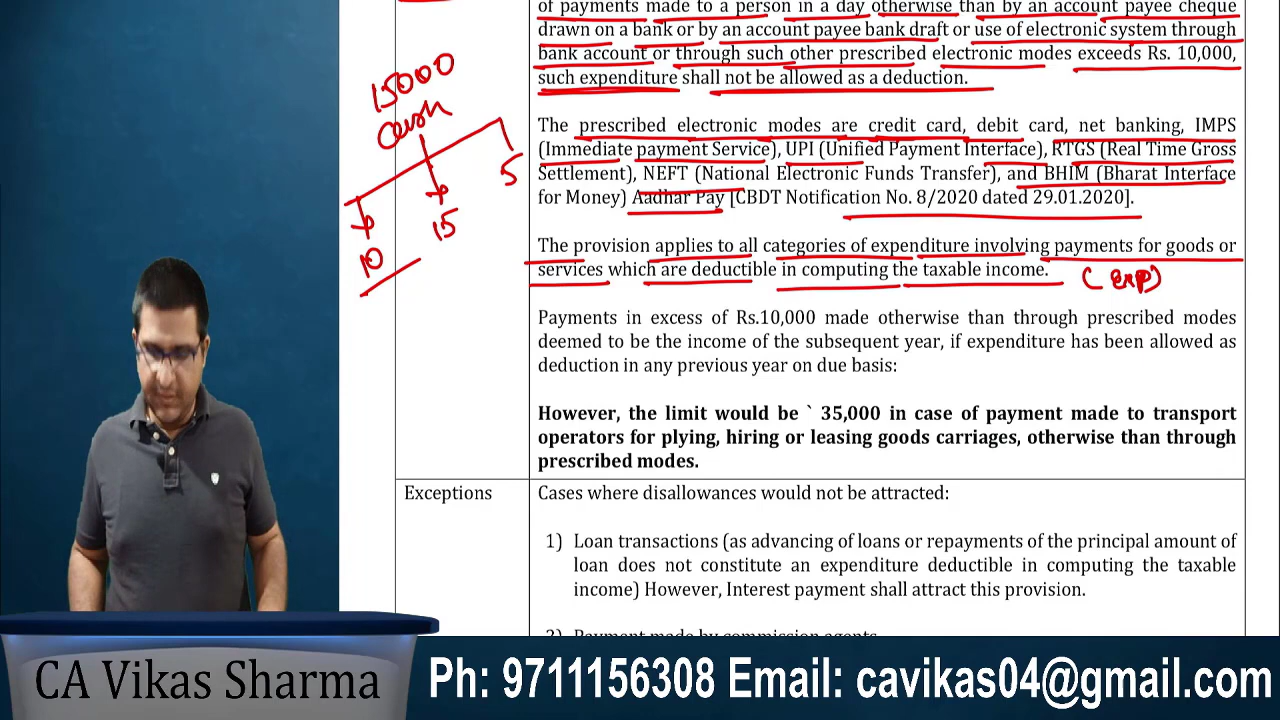 of payments made to a person in a day otherwise than by an account payee cheque
drawn on a bank or by an account payee bank draft or use of electronic system through
bank account or through such other prescribed electronic modes exceeds Rs. 10,000,
such expenditure shall not be allowed as a deduction.
15000
Cash
10
15
5
The prescribed electronic modes are credit card, debit card, net banking, IMPS
(Immediate payment Service), UPI (Unified Payment Interface), RTGS (Real Time Gross
Settlement), NEFT (National Electronic Funds Transfer), and BHIM (Bharat Interface
for Money) Aadhar Pay [CBDT Notification No. 8/2020 dated 29.01.2020].
The provision applies to all categories of expenditure involving payments for goods or
services which are deductible in computing the taxable income.
(exp)
Payments in excess of Rs.10,000 made otherwise than through prescribed modes
deemed to be the income of the subsequent year, if expenditure has been allowed as
deduction in any previous year on due basis:
However, the limit would be ` 35,000 in case of payment made to transport
operators for plying, hiring or leasing goods carriages, otherwise than through
prescribed modes.
Exceptions
Cases where disallowances would not be attracted:
1) Loan transactions (as advancing of loans or repayments of the principal amount of
loan does not constitute an expenditure deductible in computing the taxable
income) However, Interest payment shall attract this provision.
2) Payment made by commission agents
CA Vikas Sharma
Ph: 9711156308 Email: cavikas04@gmail.com